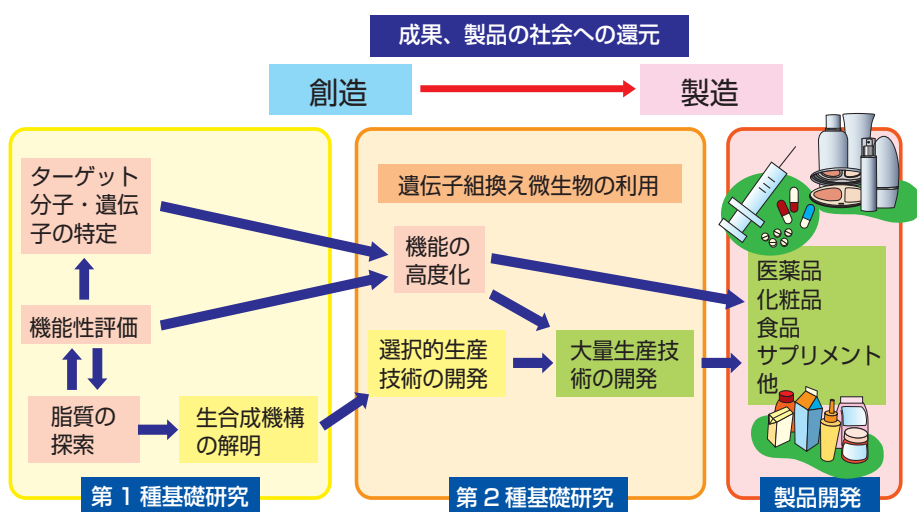 成果、製品の社会への還元
創造
製造
ターゲット
分子・遺伝
子の特定
機能性評価
脂質の
探索
生合成機構
の解明
第1種基礎研究
遺伝子組換え微生物の利用
機能の
高度化
選択的生産
技術の開発
大量生産技
術の開発
第2種基礎研究
医薬品
化粧品
食品
サプリメント
他
製品開発